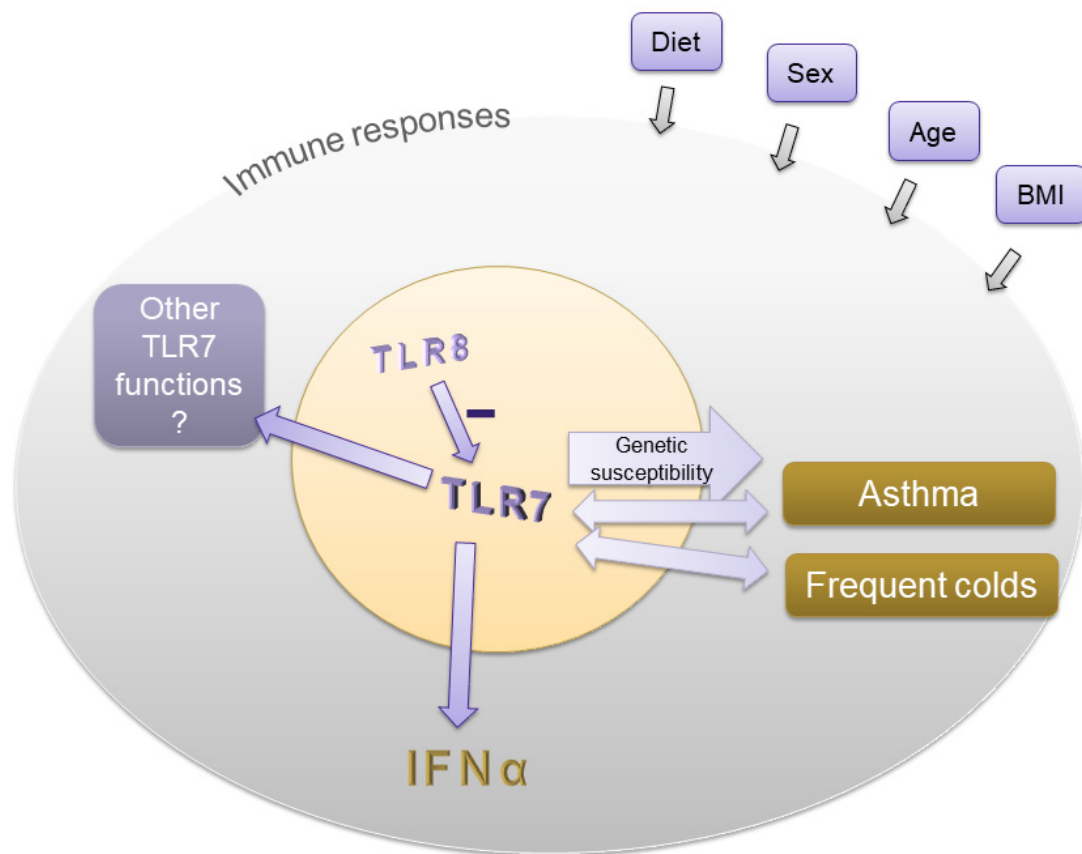 Diet
Sex
Age
BMI
Immune responses
Other
TLR7
functions
?
TLR8
–
TLR7
Genetic
susceptibility
Asthma
Frequent colds
IFNα